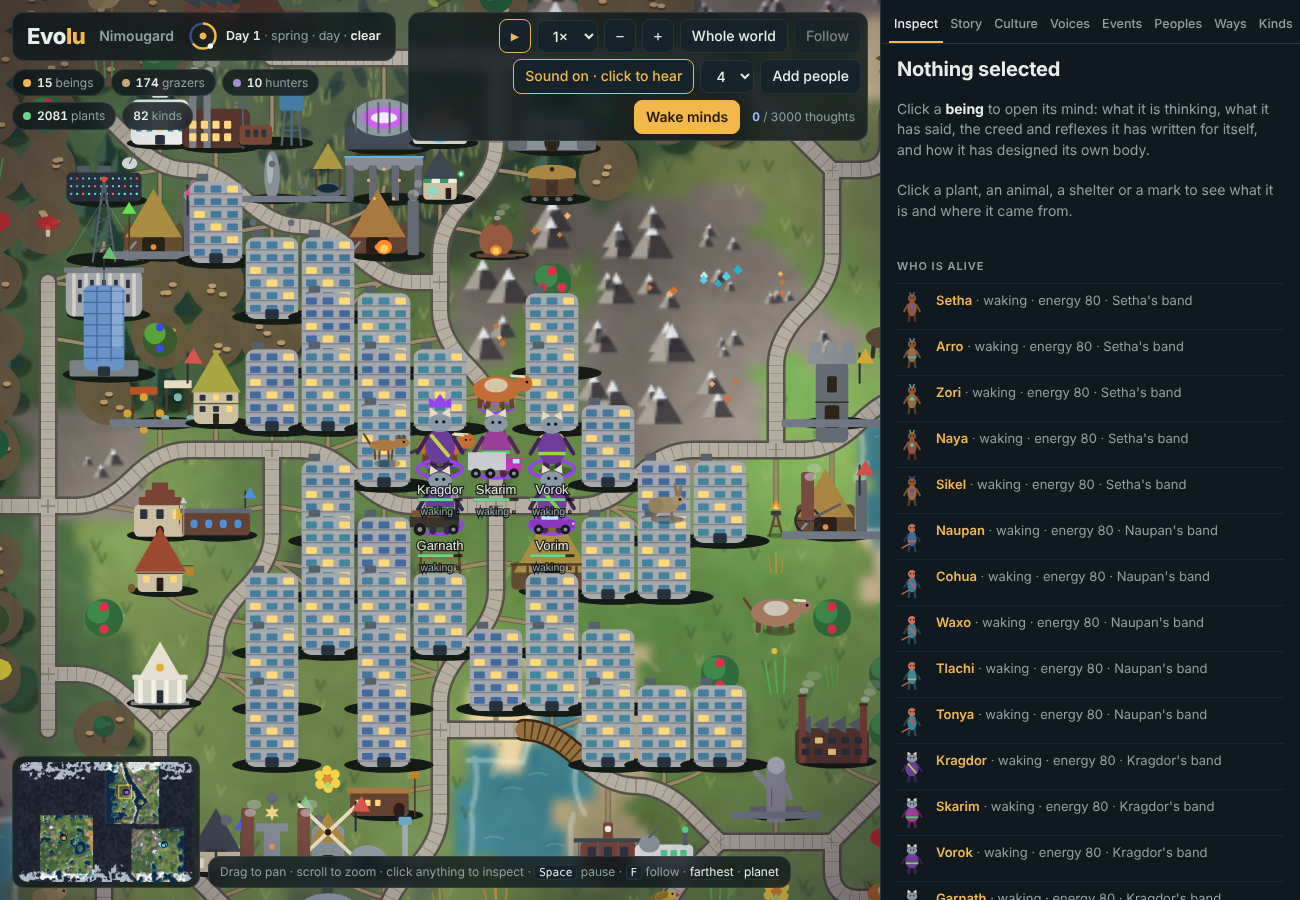 Evolu Nimougard Day 1 · spring · day · clear
15 beings 174 grazers 10 hunters
2081 plants 82 kinds
▶ 1× − + Whole world Follow
Sound on · click to hear 4 Add people
Wake minds 0 / 3000 thoughts
Kragdor Skarim Vorok
waking waking waking
Garnath Vorim
waking waking
Drag to pan · scroll to zoom · click anything to inspect · Space pause · F follow · farthest · planet
Inspect Story Culture Voices Events Peoples Ways Kinds
Nothing selected
Click a being to open its mind: what it is thinking, what it
has said, the creed and reflexes it has written for itself,
and how it has designed its own body.
Click a plant, an animal, a shelter or a mark to see what it
is and where it came from.
WHO IS ALIVE
Setha · waking · energy 80 · Setha's band
Arro · waking · energy 80 · Setha's band
Zori · waking · energy 80 · Setha's band
Naya · waking · energy 80 · Setha's band
Sikel · waking · energy 80 · Setha's band
Naupan · waking · energy 80 · Naupan's band
Cohua · waking · energy 80 · Naupan's band
Waxo · waking · energy 80 · Naupan's band
Tlachi · waking · energy 80 · Naupan's band
Tonya · waking · energy 80 · Naupan's band
Kragdor · waking · energy 80 · Kragdor's band
Skarim · waking · energy 80 · Kragdor's band
Vorok · waking · energy 80 · Kragdor's band
Garnath · waking · energy 80 · Kragdor's band